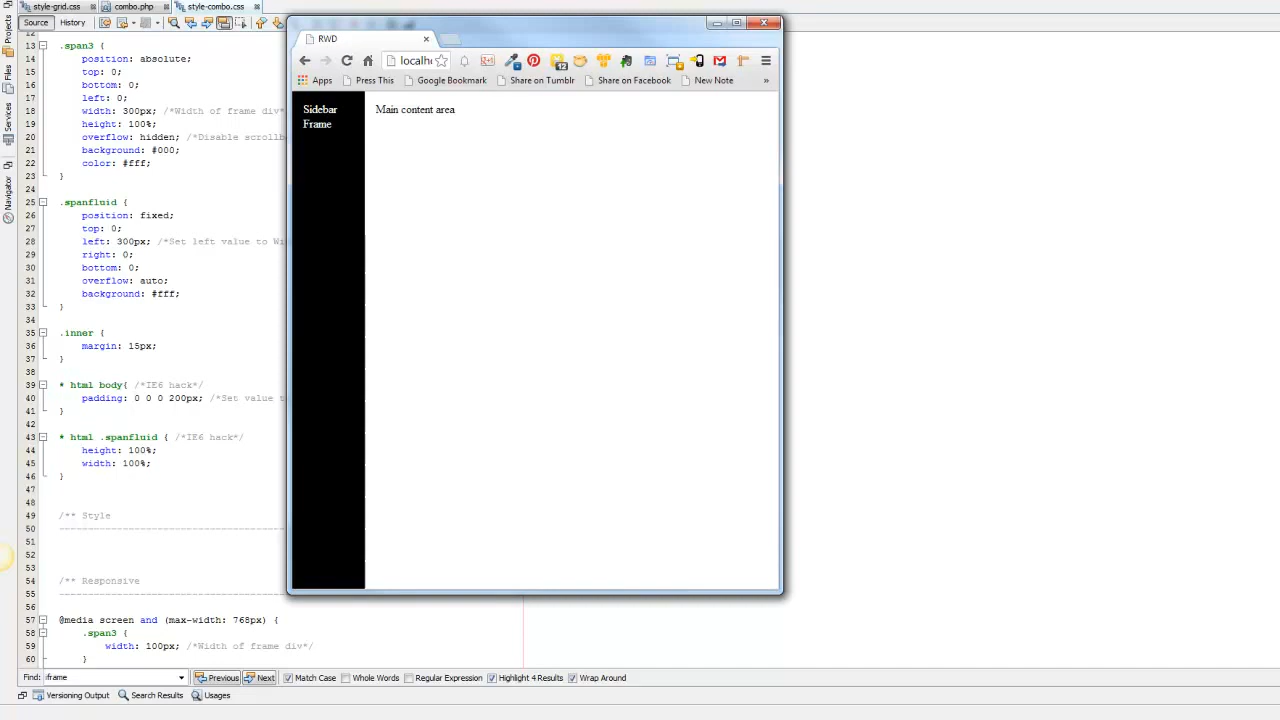 style-grid.css combo.php style-combo.css
Source History
Projects
Files
Services
Navigator
12
13 .span3 {
14 position: absolute;
15 top: 0;
16 bottom: 0;
17 left: 0;
18 width: 300px; /*Width of frame div*
19 height: 100%;
20 overflow: hidden; /*Disable scrollb
21 background: #000;
22 color: #fff;
23 }
24
25 .spanfluid {
26 position: fixed;
27 top: 0;
28 left: 300px; /*Set left value to Wi
29 right: 0;
30 bottom: 0;
31 overflow: auto;
32 background: #fff;
33 }
34
35 .inner {
36 margin: 15px;
37 }
38
39 * html body{ /*IE6 hack*/
40 padding: 0 0 0 200px; /*Set value t
41 }
42
43 * html .spanfluid { /*IE6 hack*/
44 height: 100%;
45 width: 100%;
46 }
47
48
49 /** Style
50 ----------------------------------------
51
52
53
54 /** Responsive
55 ----------------------------------------
56
57 @media screen and (max-width: 768px) {
58 .span3 {
59 width: 100px; /*Width of frame div*/
60 }
RWD
localh
12
Apps Press This Google Bookmark Share on Tumblr Share on Facebook New Note »
Sidebar
Frame
Main content area
Find: frame Previous Next Match Case Whole Words Regular Expression Highlight 4 Results Wrap Around
Versioning Output Search Results Usages